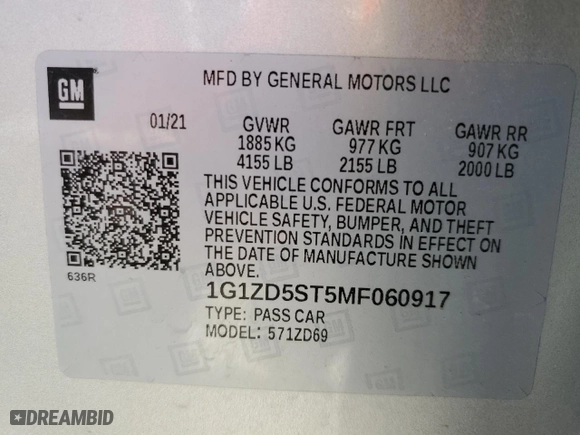 GM
MFD BY GENERAL MOTORS LLC
01/21 GVWR GAWR FRT GAWR RR
1885 KG 977 KG 907 KG
4155 LB 2155 LB 2000 LB
THIS VEHICLE CONFORMS TO ALL
APPLICABLE U.S. FEDERAL MOTOR
VEHICLE SAFETY, BUMPER, AND THEFT
PREVENTION STANDARDS IN EFFECT ON
THE DATE OF MANUFACTURE SHOWN
ABOVE.
636R
1G1ZD5ST5MF060917
TYPE: PASS CAR
MODEL: 571ZD69
DREAMBID